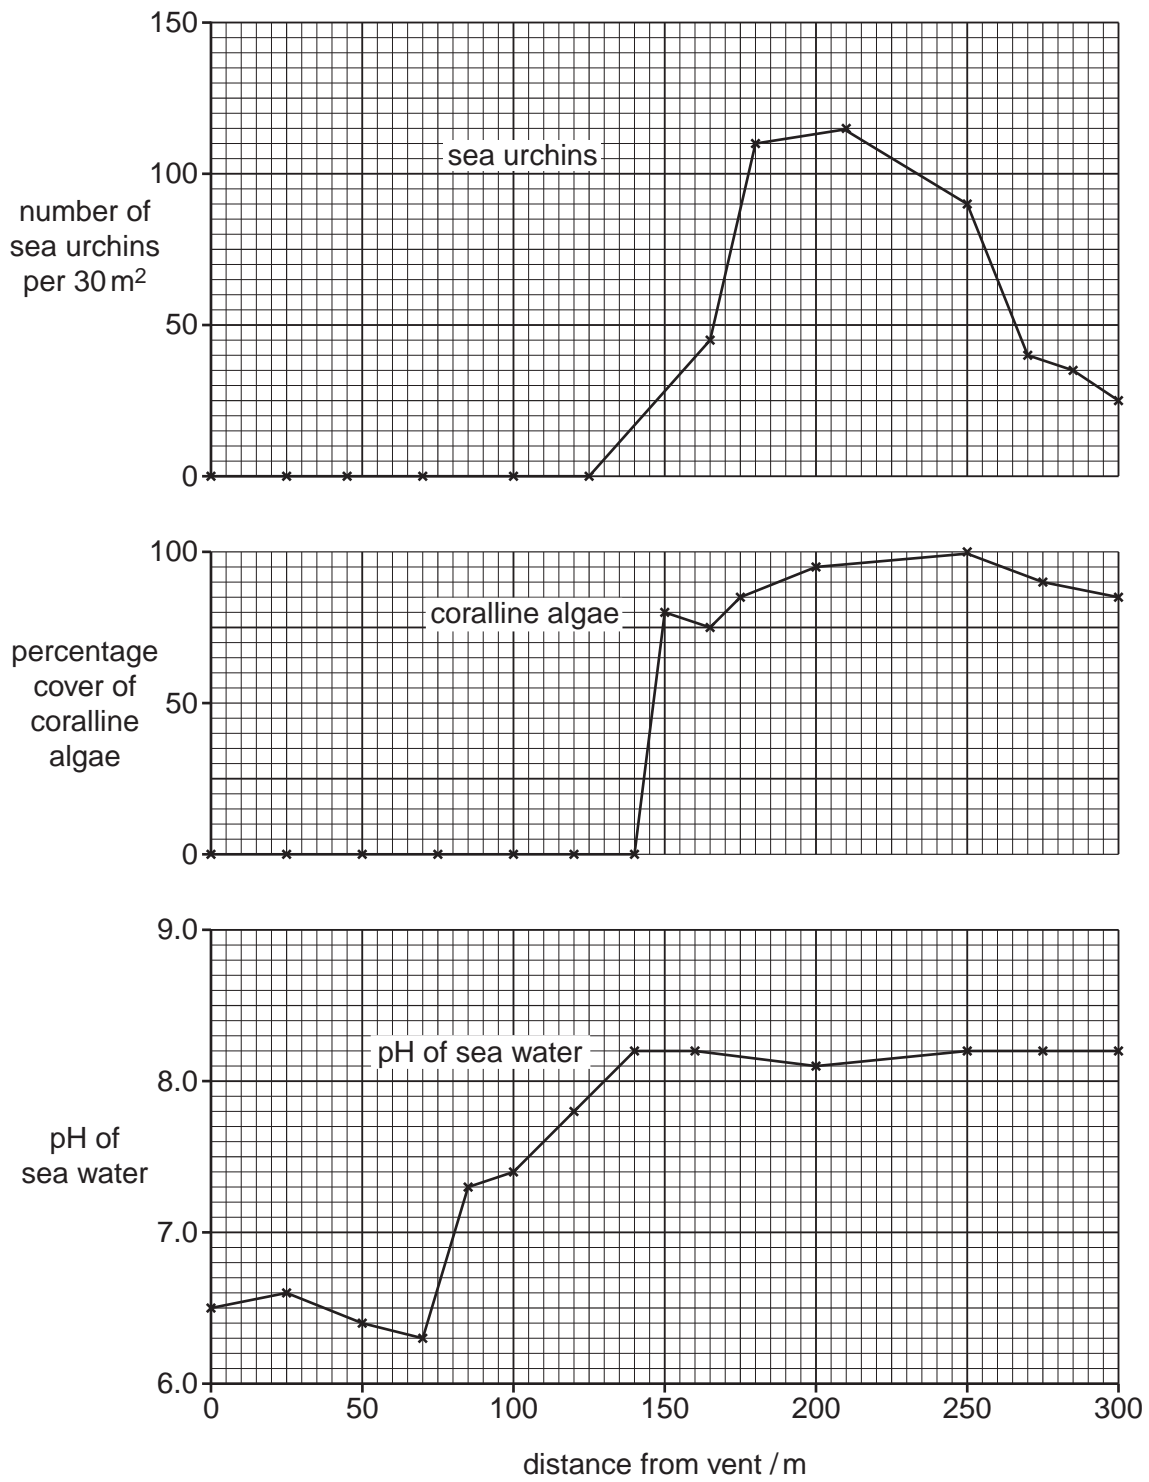 150
100
50
0
number of
sea urchins
per 30 m²
sea urchins
100
50
0
percentage
cover of
coralline
algae
coralline algae
9.0
8.0
7.0
6.0
pH of
sea water
pH of sea water
0 50 100 150 200 250 300
distance from vent / m